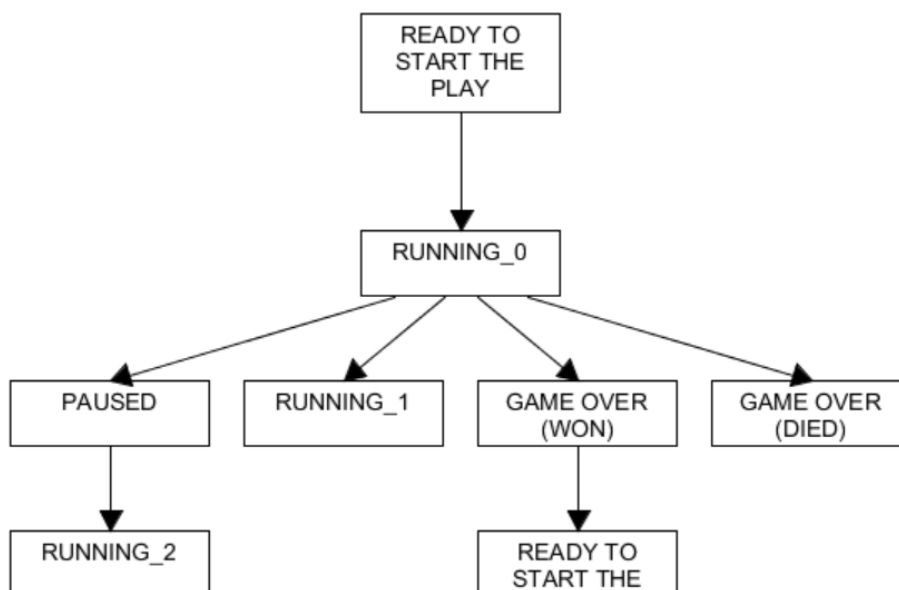 READY TO
START THE
PLAY
RUNNING_0
PAUSED
RUNNING_1
GAME OVER
(WON)
GAME OVER
(DIED)
RUNNING_2
READY TO
START THE